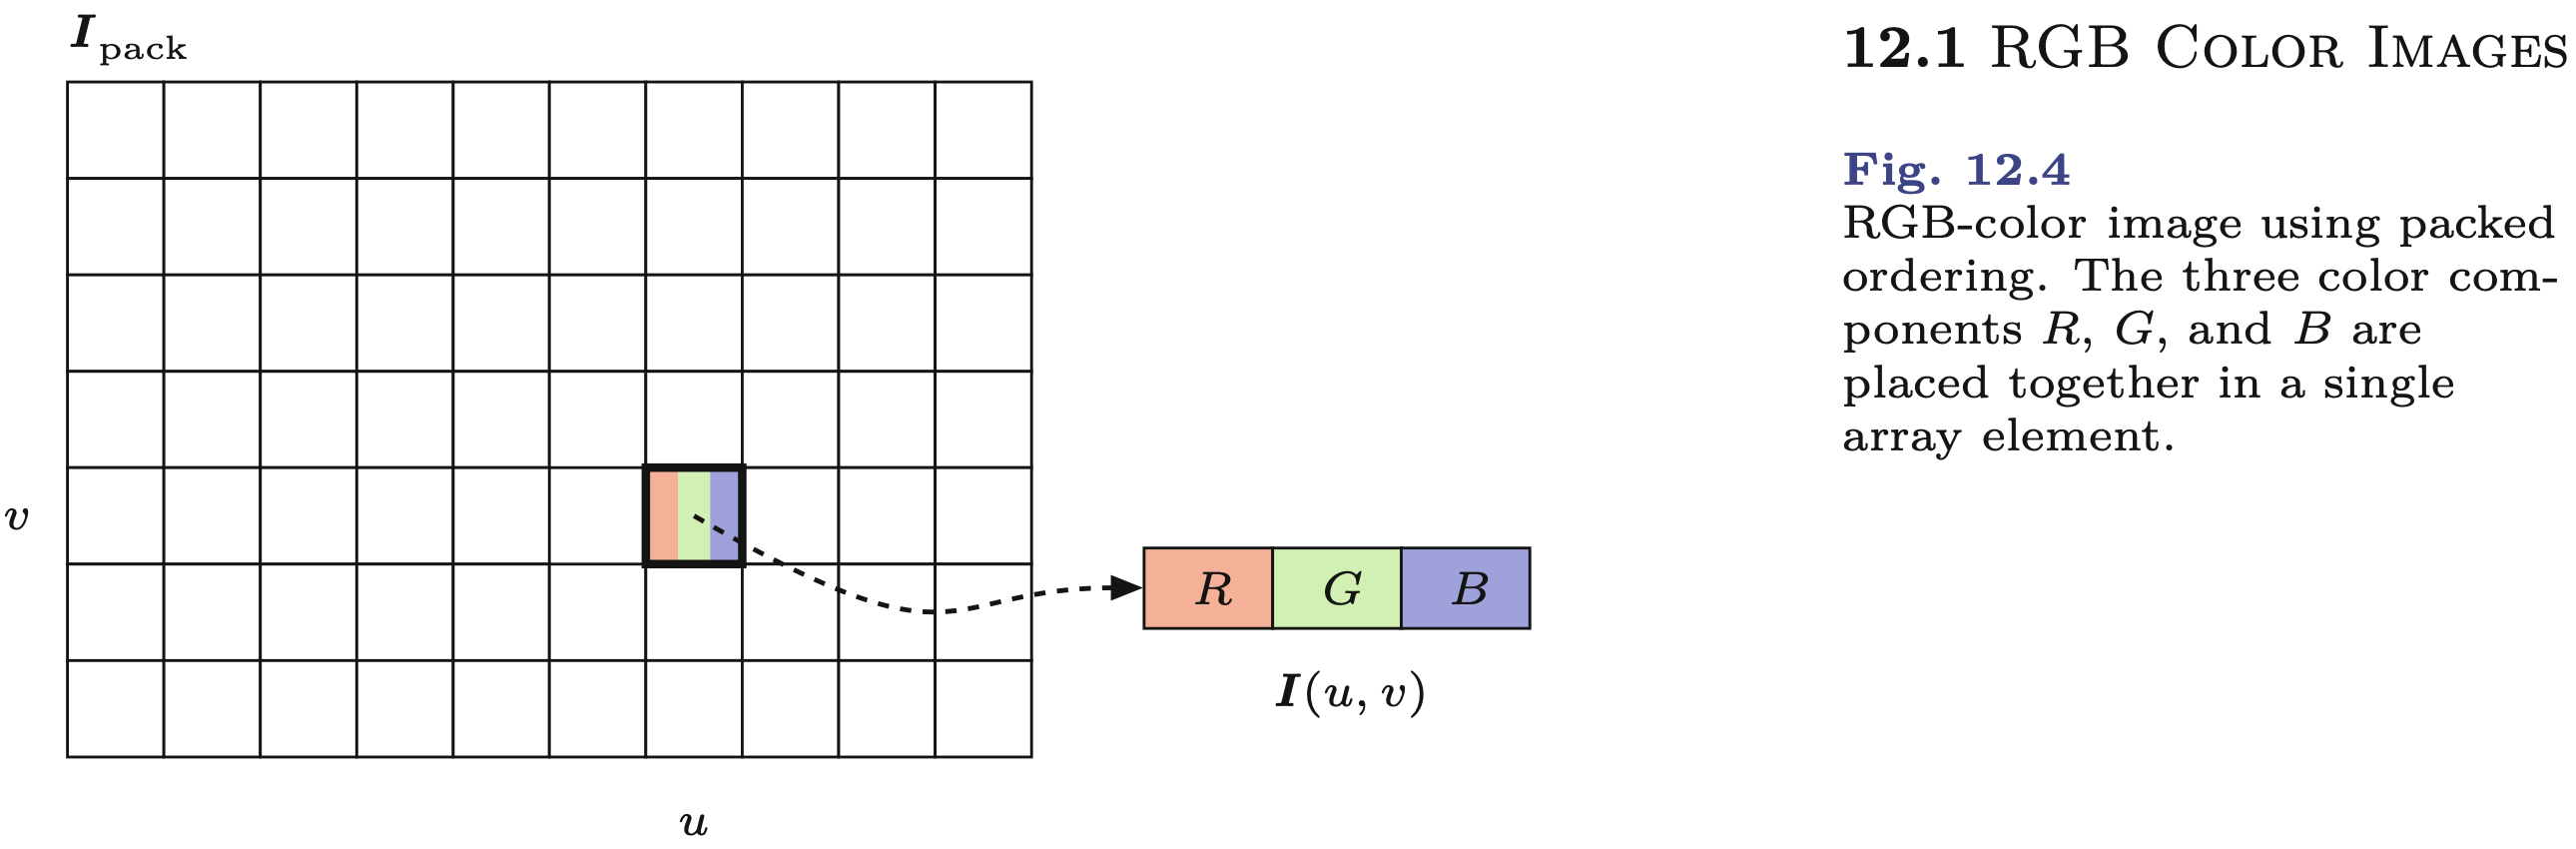 I pack
v
u
R G B
I(u, v)
12.1 RGB COLOR IMAGES
Fig. 12.4
RGB-color image using packed
ordering. The three color com-
ponents R, G, and B are
placed together in a single
array element.